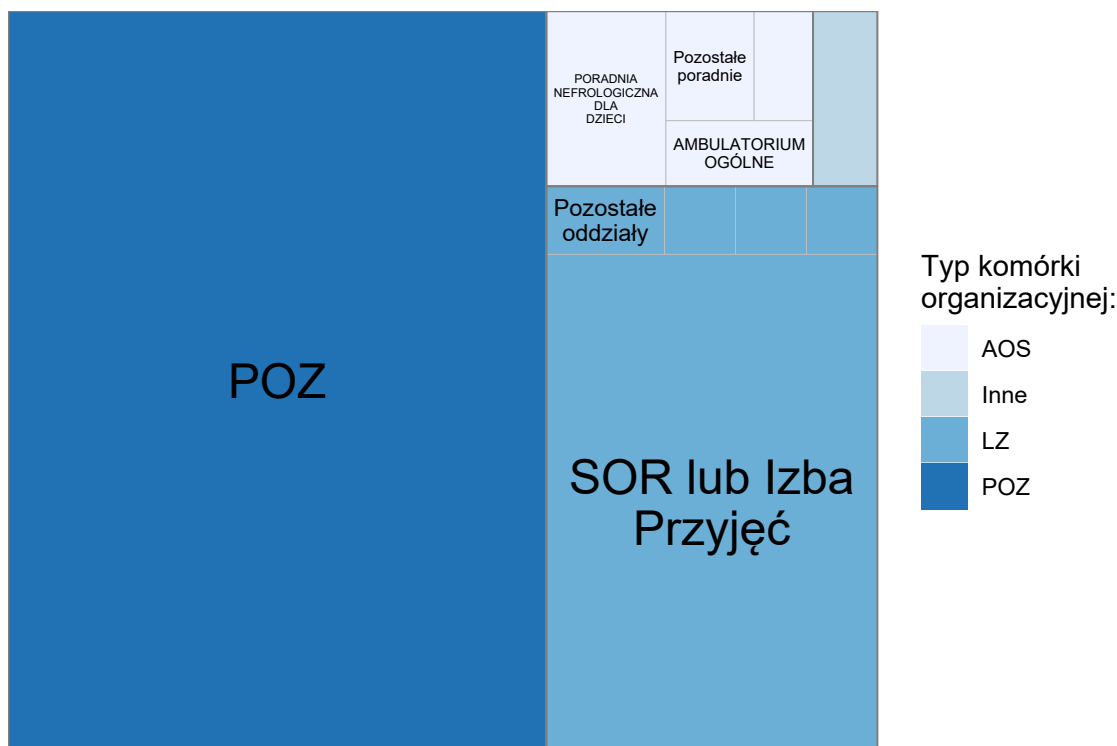 PORADNIA
NEFROLOGICZNA
DLA
DZIECI
Pozostałe
poradnie
AMBULATORIUM
OGÓLNE
Pozostałe
oddziały
POZ
SOR lub Izba
Przyjęć
Typ komórki
organizacyjnej:
AOS
Inne
LZ
POZ